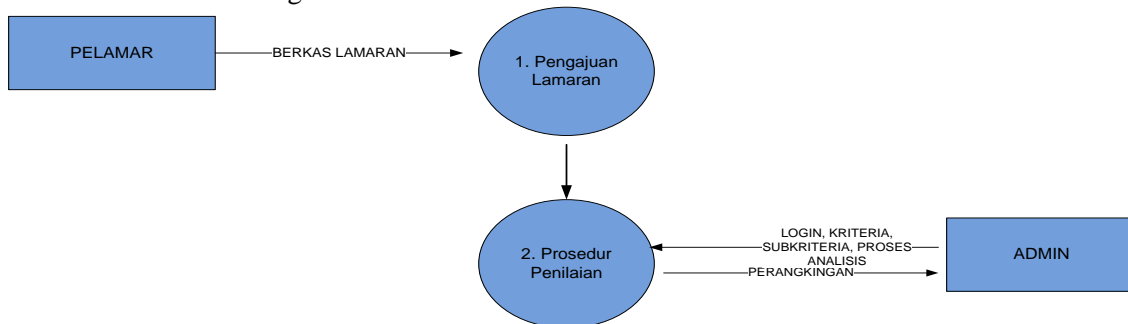 PELAMAR
BERKAS LAMARAN
1. Pengajuan
Lamaran
2. Prosedur
Penilaian
LOGIN, KRITERIA,
SUBKRITERIA, PROSES
ANALISIS
PERANGKINGAN
ADMIN